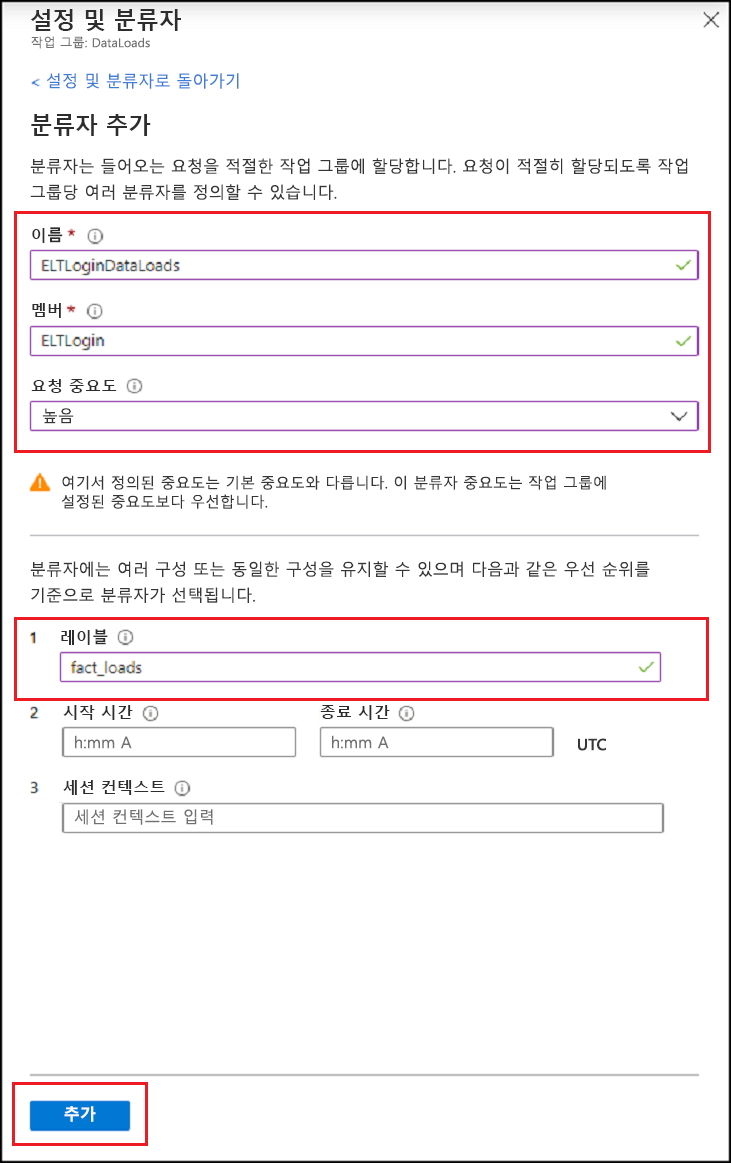 설정 및 분류자
작업 그룹: DataLoads
< 설정 및 분류자로 돌아가기
분류자 추가
분류자는 들어오는 요청을 적절한 작업 그룹에 할당합니다. 요청이 적절히 할당되도록 작업
그룹당 여러 분류자를 정의할 수 있습니다.
이름 *
ELTLoginDataLoads
멤버 *
ELTLogin
요청 중요도
높음
여기서 정의된 중요도는 기본 중요도와 다릅니다. 이 분류자 중요도는 작업 그룹에
설정된 중요도보다 우선합니다.
분류자에는 여러 구성 또는 동일한 구성을 유지할 수 있으며 다음과 같은 우선 순위를
기준으로 분류자가 선택됩니다.
1 레이블
fact_loads
2 시작 시간 종료 시간
h:mm A h:mm A UTC
3 세션 컨텍스트
세션 컨텍스트 입력
추가